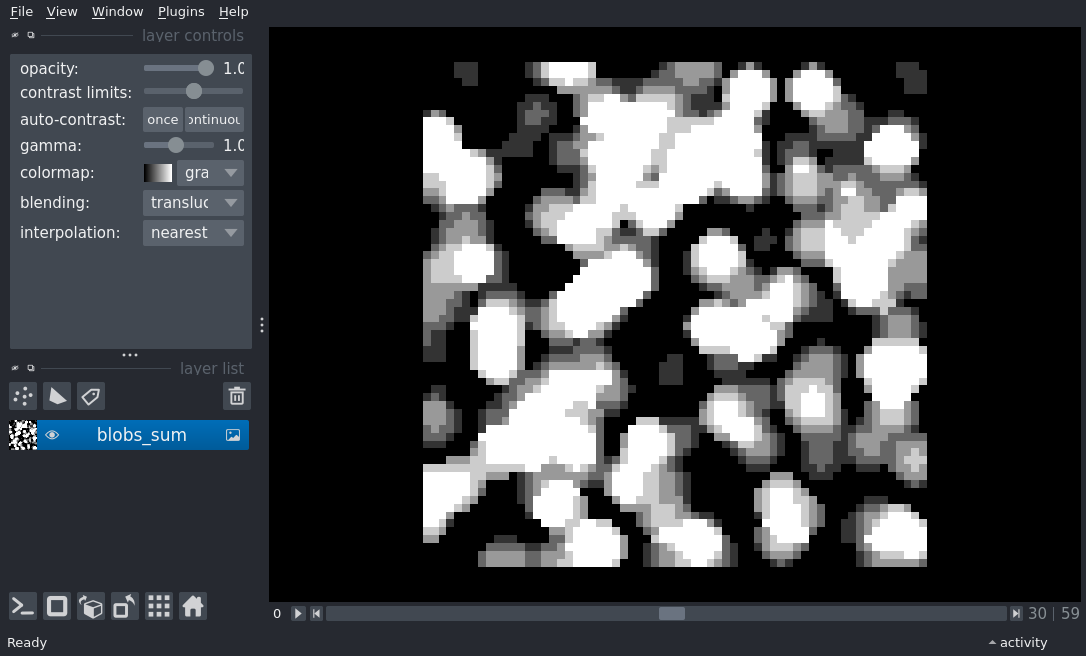 File View Window Plugins Help
layer controls
opacity: 1.0
contrast limits:
auto-contrast: once ontinuou
gamma: 1.0
colormap: gra
blending: transluc
interpolation: nearest
layer list
blobs_sum
0 30 | 59
Ready activity